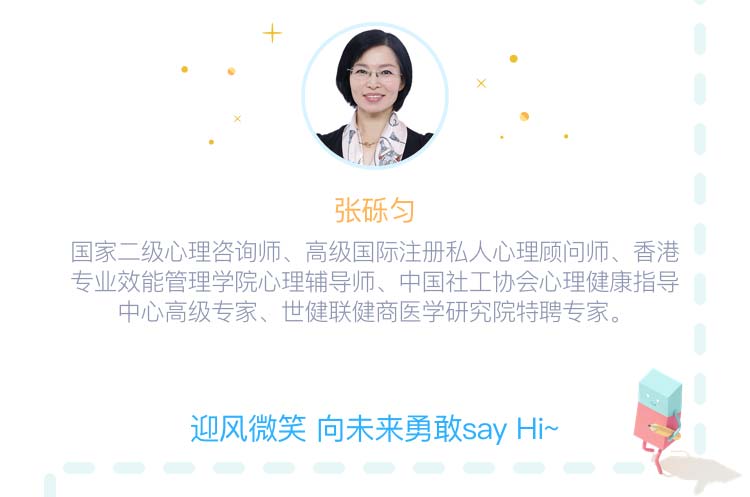 张砾匀
国家二级心理咨询师、高级国际注册私人心理顾问师、香港
专业效能管理学院心理辅导师、中国社工协会心理健康指导
中心高级专家、世健联健商医学研究院特聘专家。
迎风微笑 向未来勇敢say Hi~